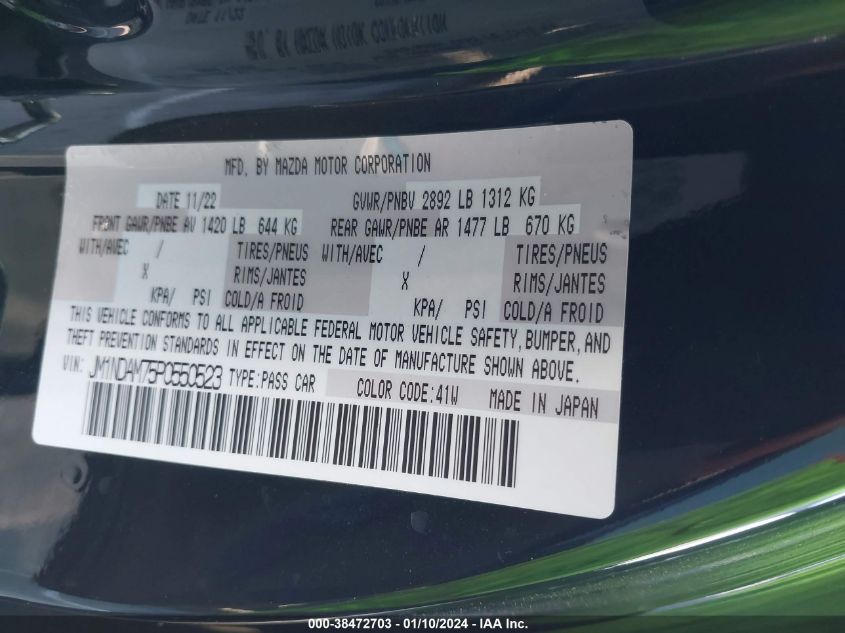 MFD. BY MAZDA MOTOR CORPORATION
DATE 11/22 GVWR/PNBV 2892 LB 1312 KG
FRONT GAWR/PNBE AV 1420 LB 644 KG REAR GAWR/PNBE AR 1477 LB 670 KG
WITH/AVEC / TIRES/PNEUS WITH/AVEC / TIRES/PNEUS
X RIMS/JANTES X RIMS/JANTES
KPA/ PSI COLD/A FROID KPA/ PSI COLD/A FROID
THIS VEHICLE CONFORMS TO ALL APPLICABLE FEDERAL MOTOR VEHICLE SAFETY, BUMPER, AND
THEFT PREVENTION STANDARDS IN EFFECT ON THE DATE OF MANUFACTURE SHOWN ABOVE.
VIN: JM1NDAM75P0550523 TYPE: PASS CAR COLOR CODE: 41W MADE IN JAPAN
000-38472703 - 01/10/2024 - IAA Inc.